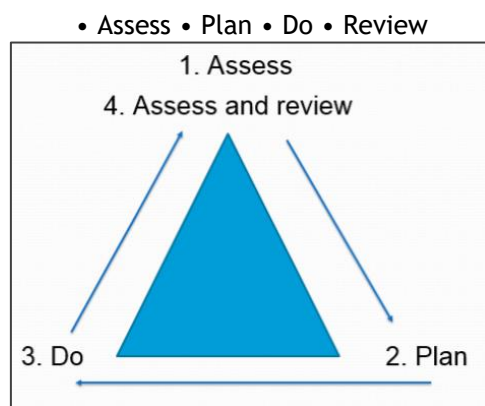 • Assess • Plan • Do • Review
1. Assess
4. Assess and review
3. Do
2. Plan